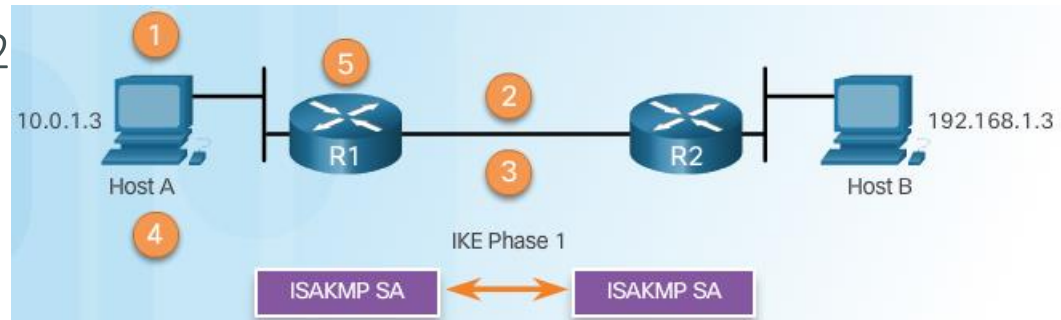 2
1
5
2
10.0.1.3
192.168.1.3
R1
R2
3
Host A
Host B
4
IKE Phase 1
ISAKMP SA
ISAKMP SA